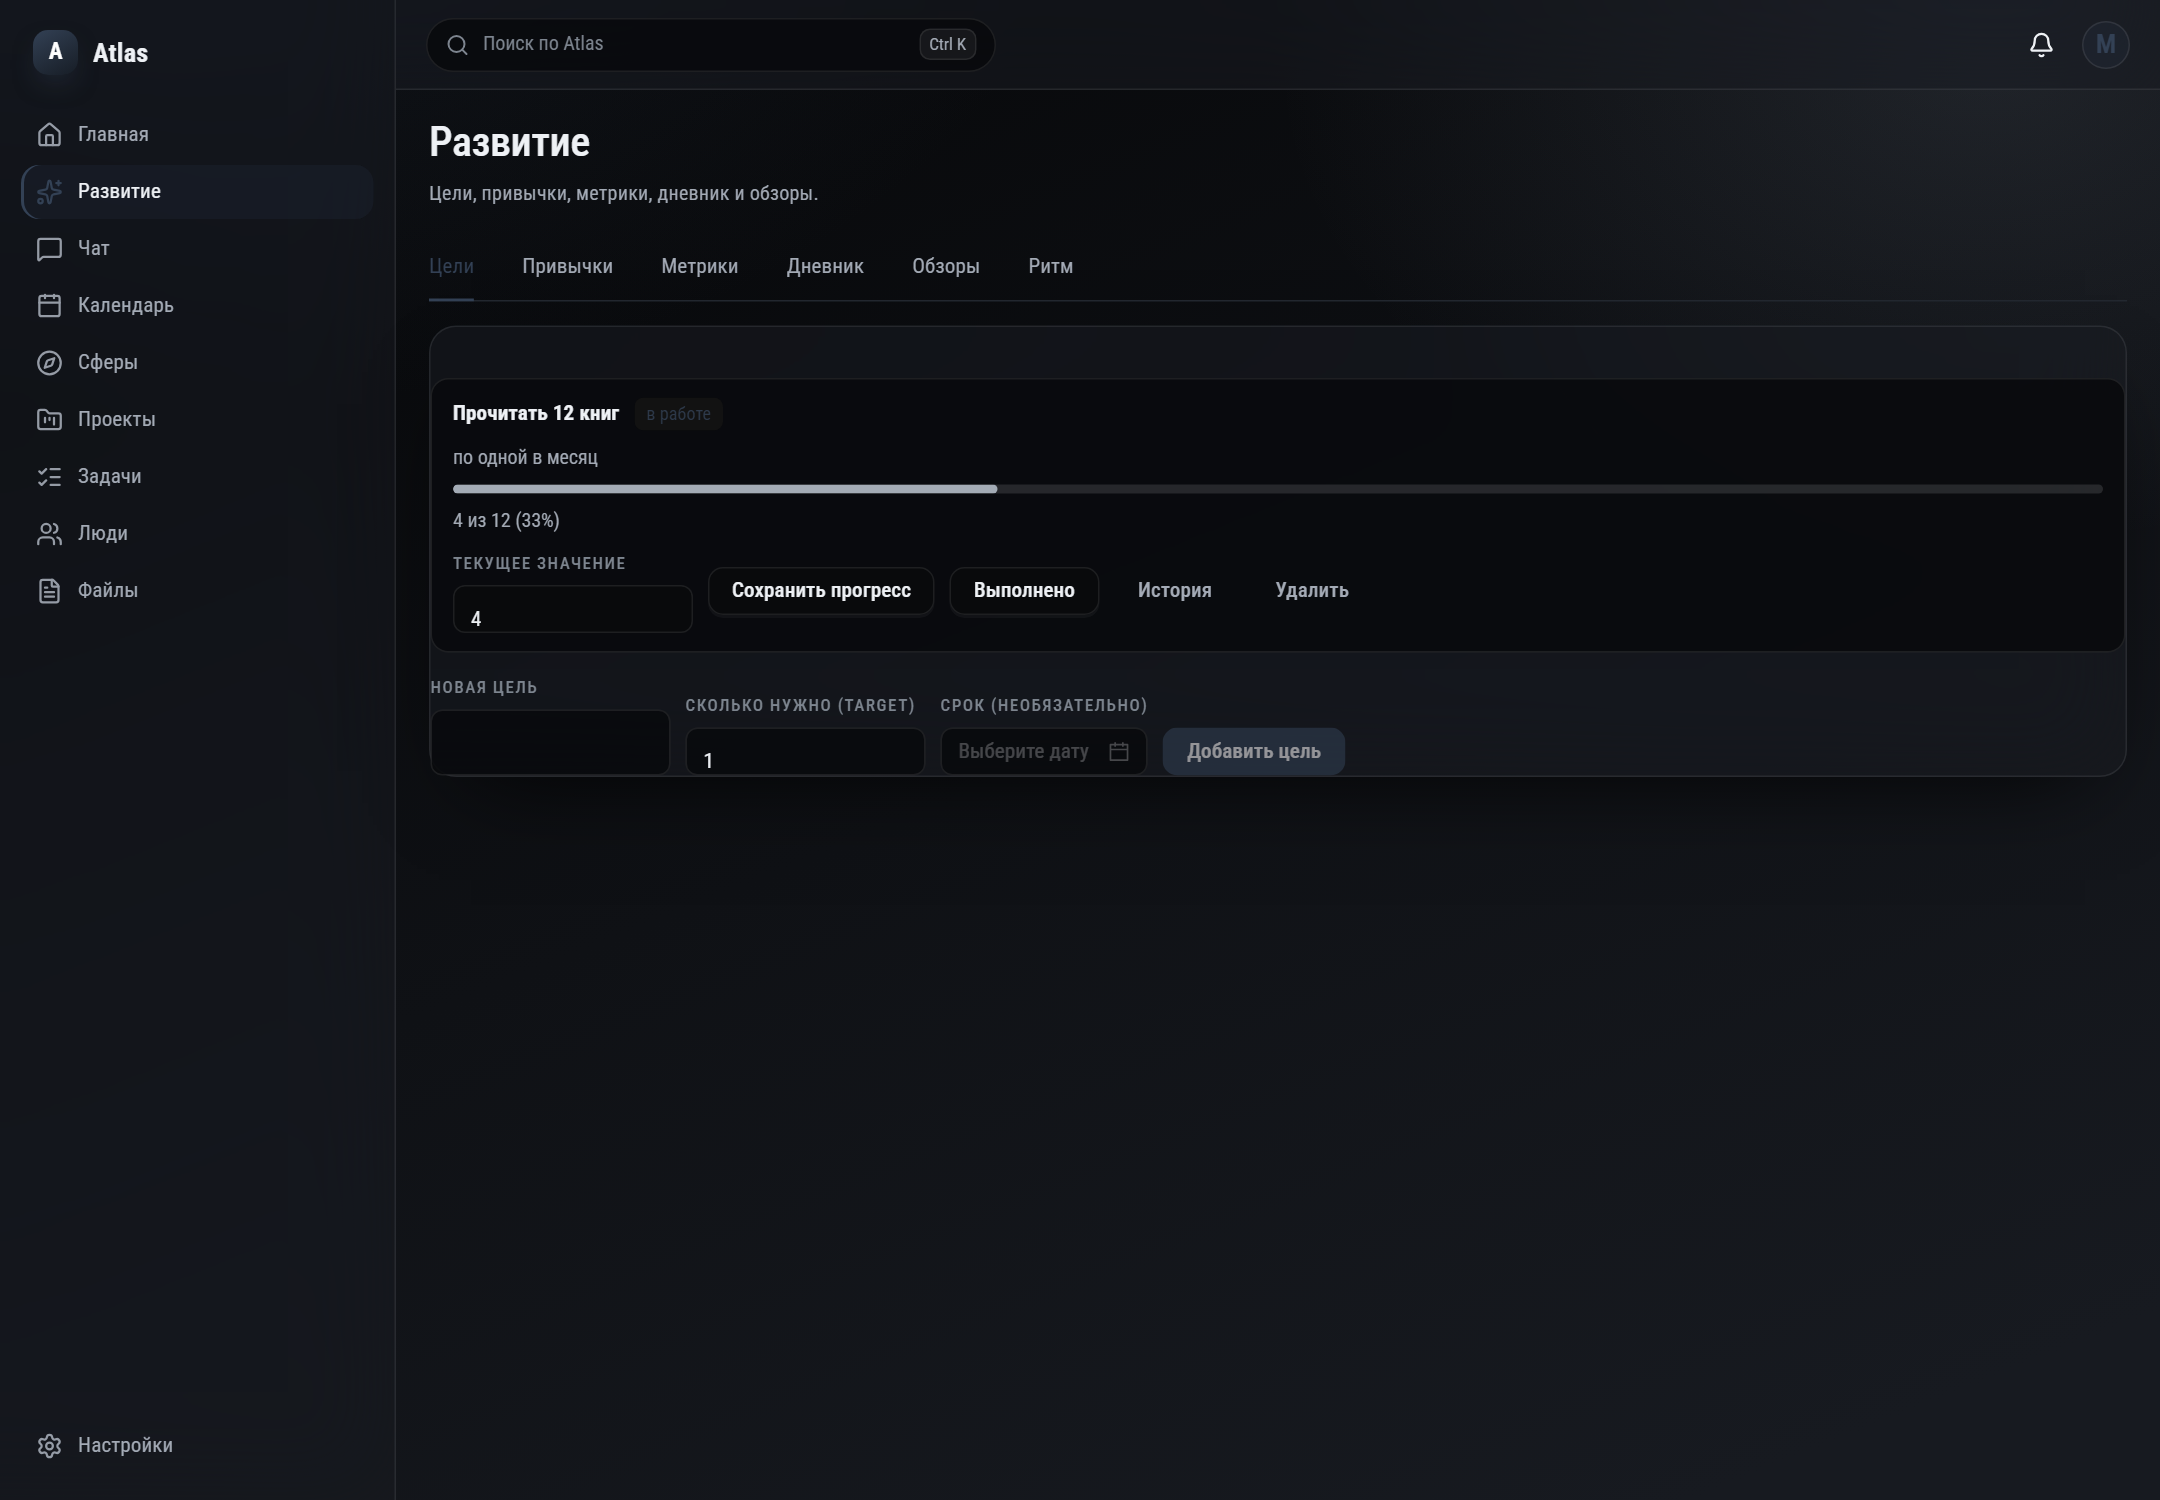 A Atlas
Поиск по Atlas
Ctrl K
M
Главная
Развитие
Чат
Календарь
Сферы
Проекты
Задачи
Люди
Файлы
Настройки
Развитие
Цели, привычки, метрики, дневник и обзоры.
Цели Привычки Метрики Дневник Обзоры Ритм
Прочитать 12 книг в работе
по одной в месяц
4 из 12 (33%)
ТЕКУЩЕЕ ЗНАЧЕНИЕ
4
Сохранить прогресс Выполнено История Удалить
НОВАЯ ЦЕЛЬ
СКОЛЬКО НУЖНО (TARGET)
1
СРОК (НЕОБЯЗАТЕЛЬНО)
Выберите дату
Добавить цель